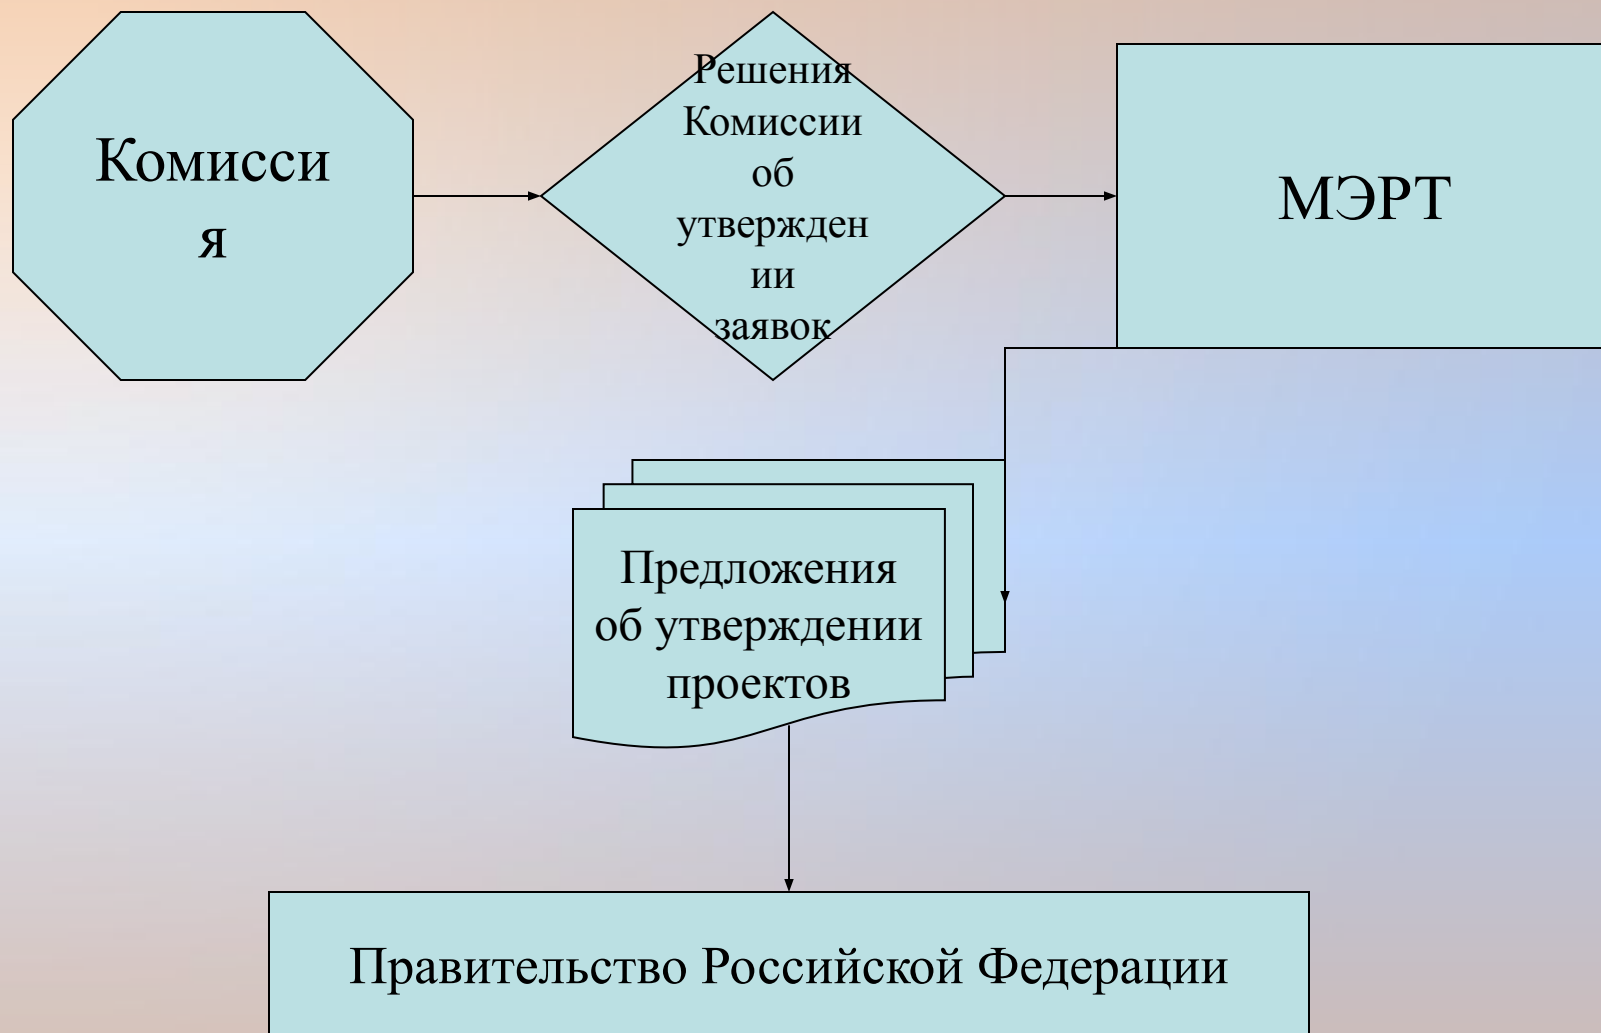 Комисси
я
Решения
Комиссии
об
утвержден
ии
заявок
МЭРТ
Предложения
об утверждении
проектов
Правительство Российской Федерации